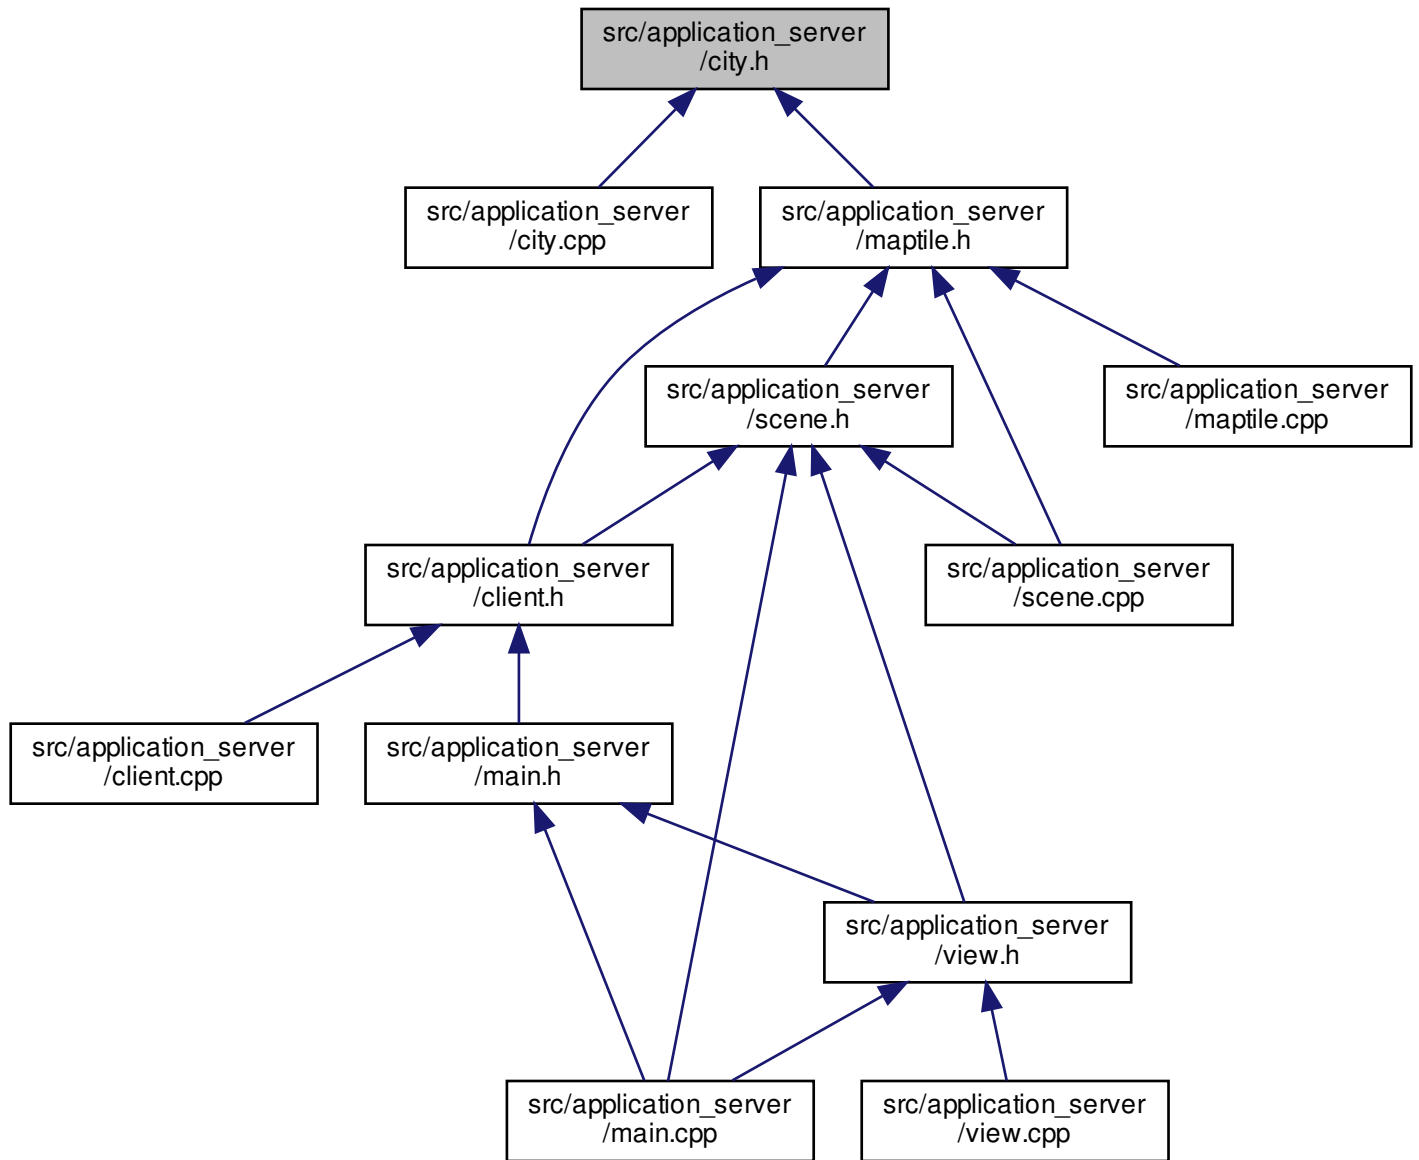 src/application_server
/city.h
src/application_server
/city.cpp
src/application_server
/maptile.h
src/application_server
/scene.h
src/application_server
/maptile.cpp
src/application_server
/client.h
src/application_server
/scene.cpp
src/application_server
/client.cpp
src/application_server
/main.h
src/application_server
/view.h
src/application_server
/main.cpp
src/application_server
/view.cpp